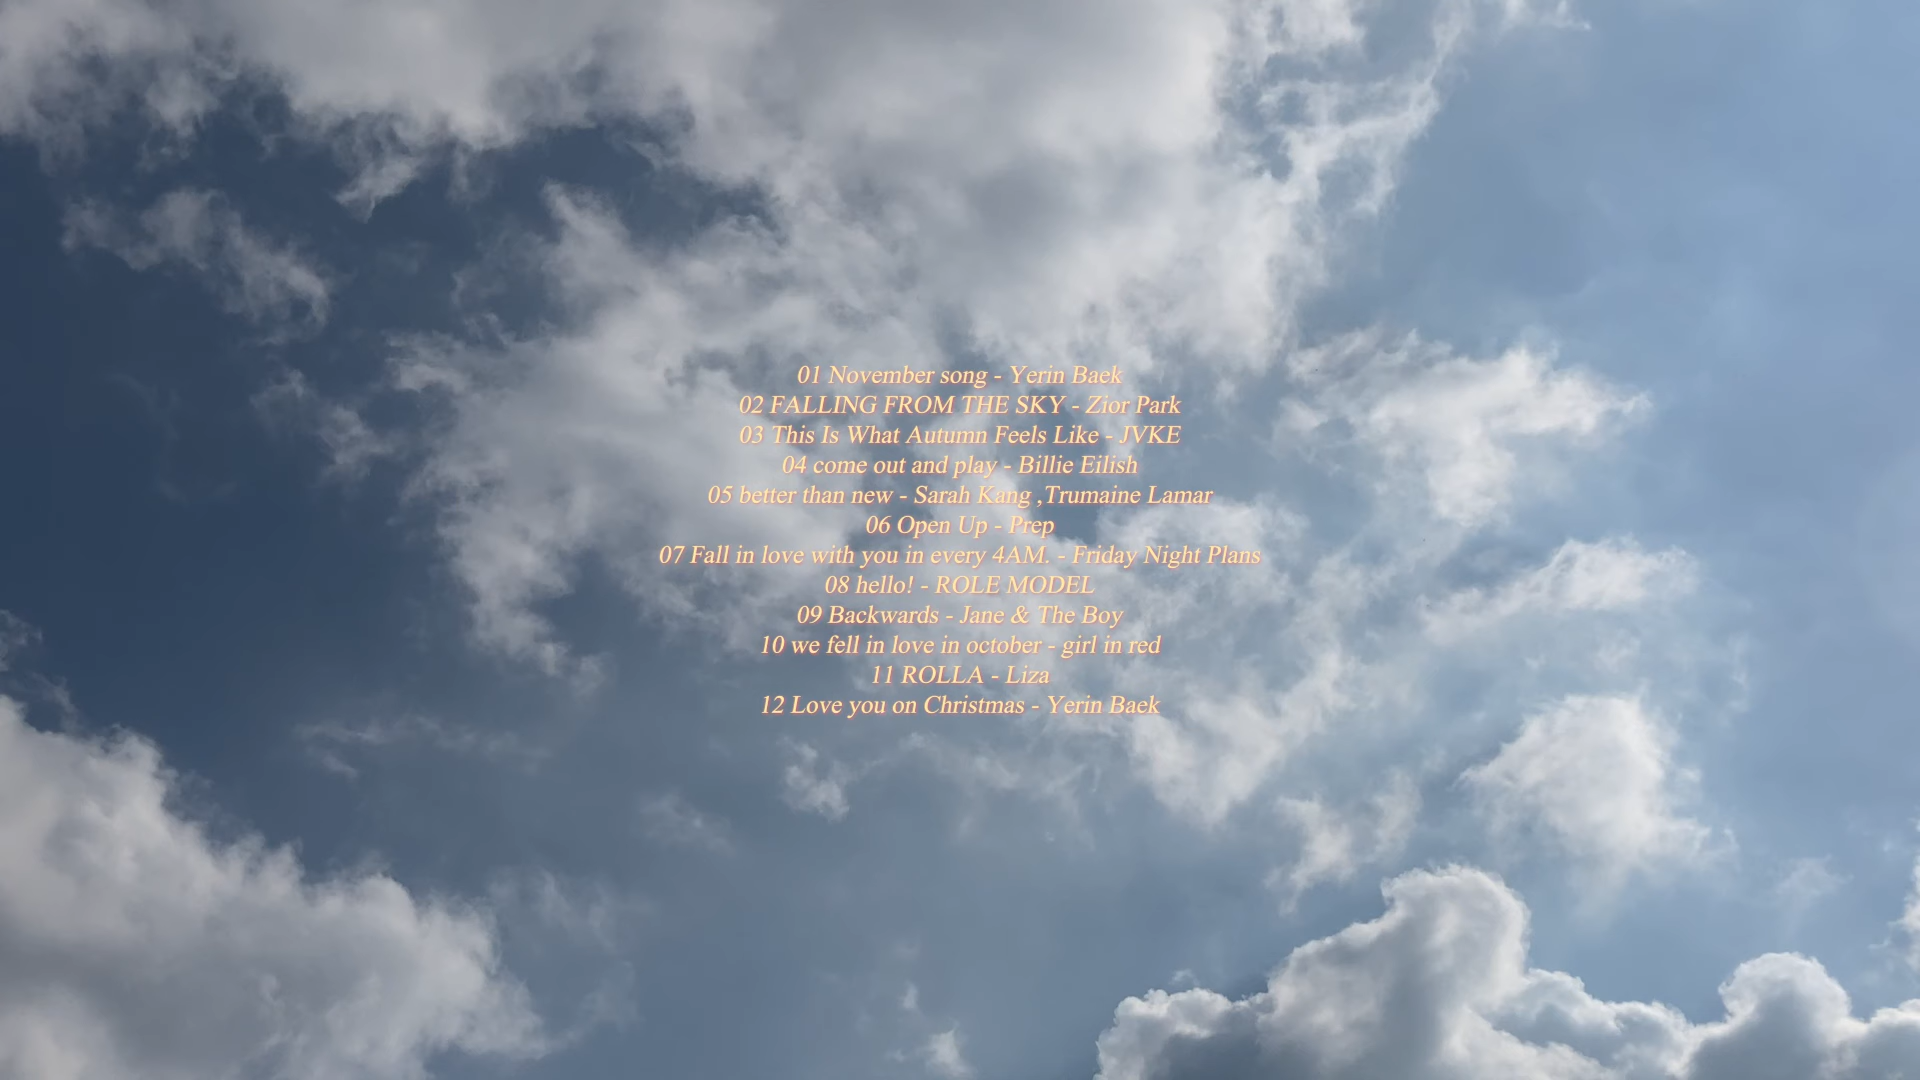 01 November song - Yerin Baek
02 FALLING FROM THE SKY - Zior Park
03 This Is What Autumn Feels Like - JVKE
04 come out and play - Billie Eilish
05 better than new - Sarah Kang ,Trumaine Lamar
06 Open Up - Prep
07 Fall in love with you in every 4AM. - Friday Night Plans
08 hello! - ROLE MODEL
09 Backwards - Jane & The Boy
10 we fell in love in october - girl in red
11 ROLLA - Liza
12 Love you on Christmas - Yerin Baek